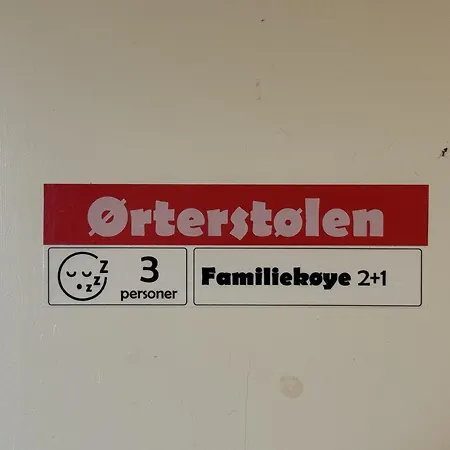 Ørterstølen
z z z z z
3
personer
Familiekøye 2+1